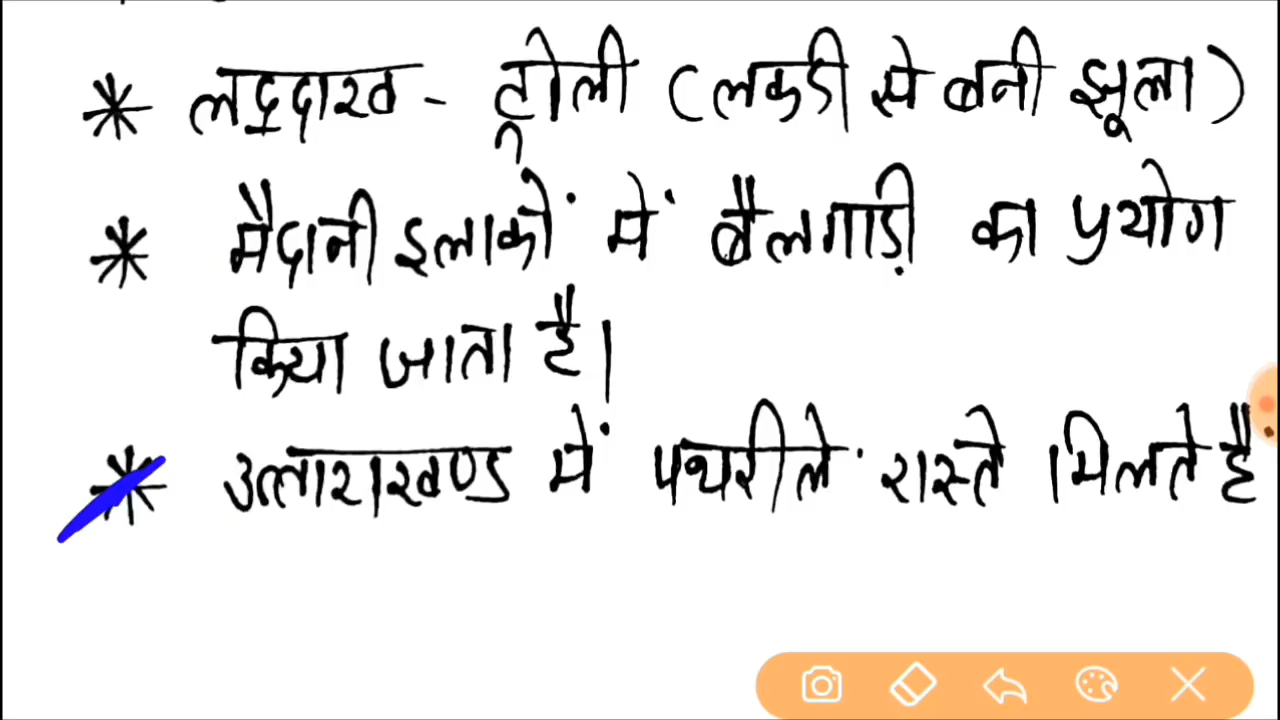 * लद्दाख - ट्रोली (लकडी से बनी झूला)
* मैदानी इलाकों में बैलगाड़ी का प्रयोग
किया जाता है।
* उत्तराखण्ड में पथरीले रास्ते मिलते है